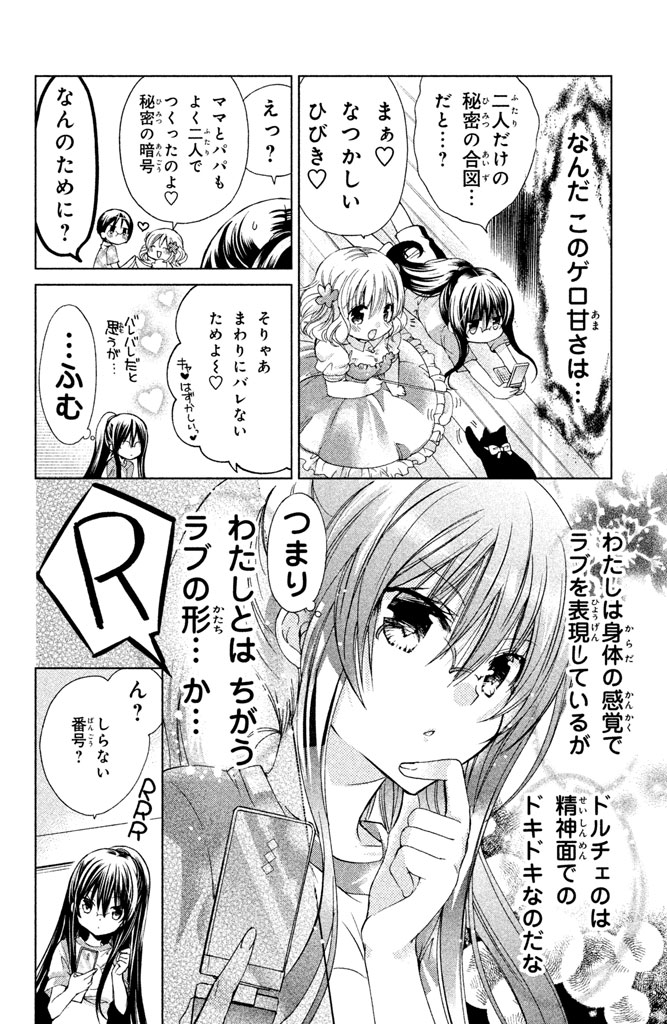 なんだ このゲロ甘さは…
二人だけの
秘密の合図…
だと…？
まぁ♡
なつかしい
ひびき♡
えっ？
ママとパパも
よく二人で
つくったのよ♡
秘密の暗号
なんのために？
そりゃあ
まわりにバレない
ためよ〜♡
キャはずかしいっ♥
バレバレだと
思うが…
…ふむ
わたしは身体の感覚で
ラブを表現しているが
ドルチェのは
精神面での
ドキドキなのだな
つまり
わたしとは ちがう
ラブの形…か…
R
RRR
ん？
しらない
番号？